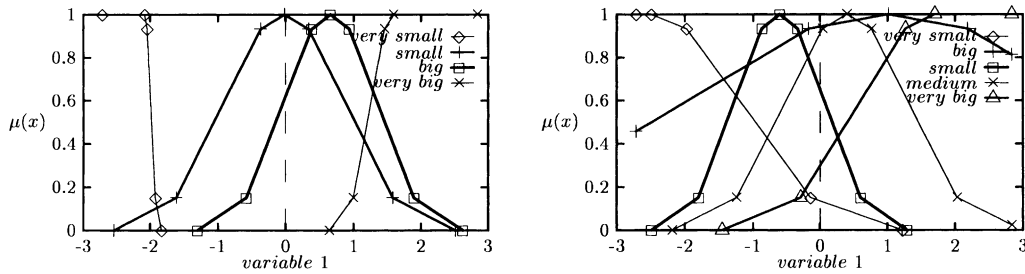 1
0.8
0.6
μ(x)
0.4
0.2
0
-3 -2 -1 0 1 2 3
variable 1
very small
small
big
very big
1
0.8
0.6
μ(x)
0.4
0.2
0
-3 -2 -1 0 1 2 3
variable 1
very small
big
small
medium
very big